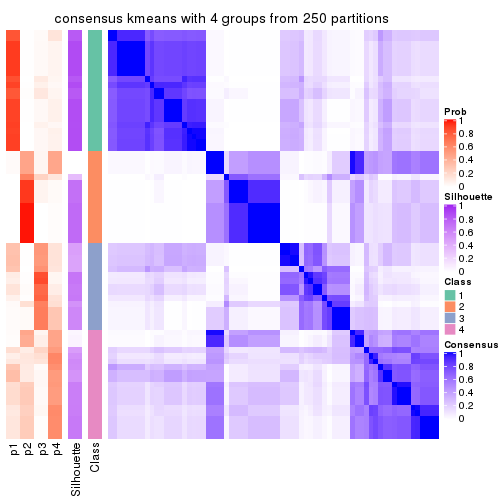 consensus kmeans with 4 groups from 250 partitions
Prob
1
0.8
0.6
0.4
0.2
0
Silhouette
1
0.8
0.6
0.4
0.2
0
Class
1
2
3
4
Consensus
1
0.8
0.6
0.4
0.2
0
p1
p2
p3
p4
Silhouette
Class